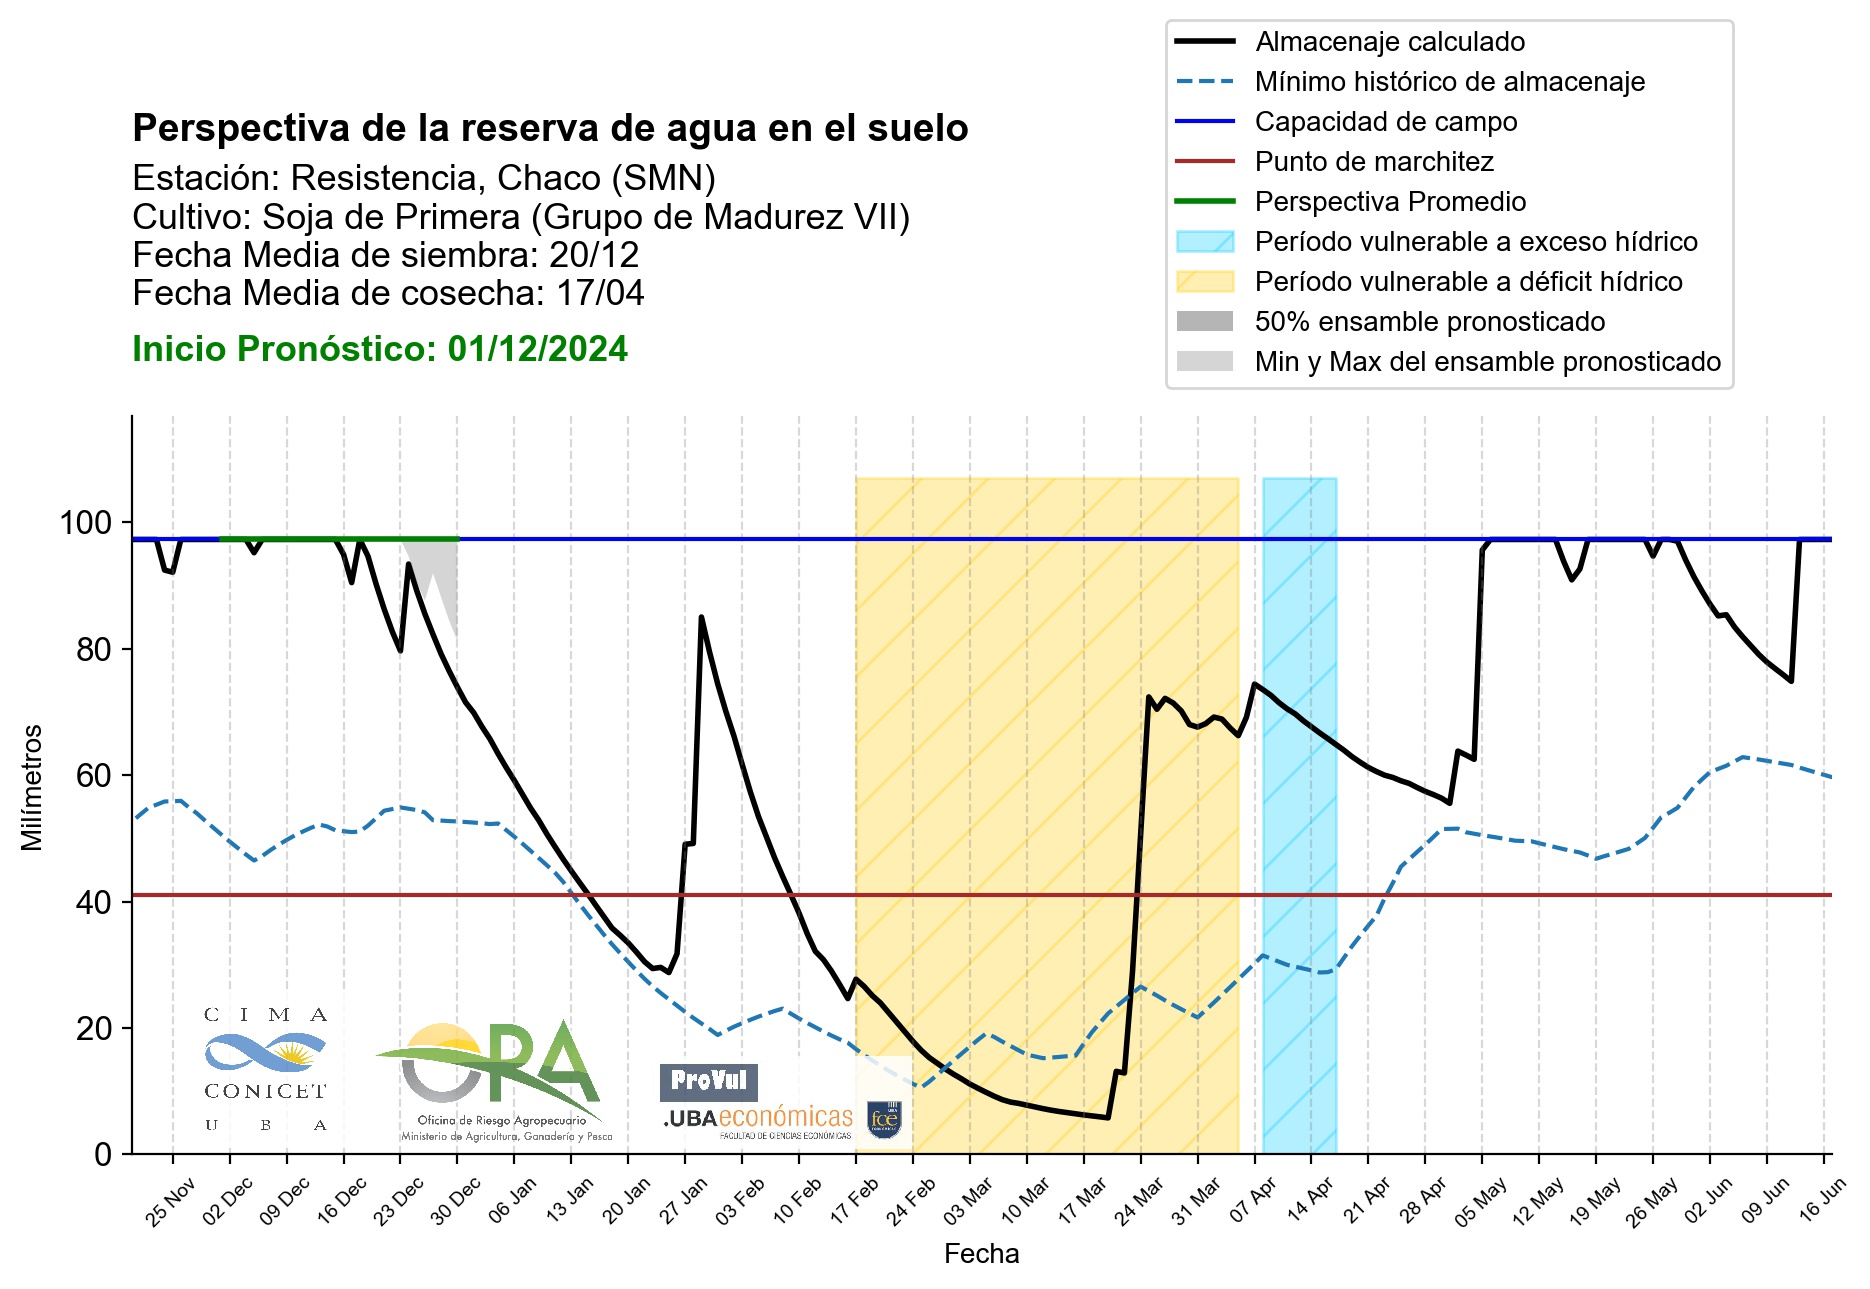 Almacenaje calculado
Mínimo histórico de almacenaje
Capacidad de campo
Punto de marchitez
Perspectiva Promedio
Período vulnerable a exceso hídrico
Período vulnerable a déficit hídrico
50% ensamble pronosticado
Min y Max del ensamble pronosticado
Perspectiva de la reserva de agua en el suelo
Estación: Resistencia, Chaco (SMN)
Cultivo: Soja de Primera (Grupo de Madurez VII)
Fecha Media de siembra: 20/12
Fecha Media de cosecha: 17/04
Inicio Pronóstico: 01/12/2024
Milímetros
100
80
60
40
20
0
CIMA
CONICET
UBA
ORA
Oficina de Riesgo Agropecuario
Ministerio de Agricultura, Ganadería y Pesca
ProVul
.UBAeconómicas
FACULTAD DE CIENCIAS ECONÓMICAS
UBA
fce
ECONÓMICAS
25 Nov
02 Dec
09 Dec
16 Dec
23 Dec
30 Dec
06 Jan
13 Jan
20 Jan
27 Jan
03 Feb
10 Feb
17 Feb
24 Feb
03 Mar
10 Mar
17 Mar
24 Mar
31 Mar
07 Apr
14 Apr
21 Apr
28 Apr
05 May
12 May
19 May
26 May
02 Jun
09 Jun
16 Jun
Fecha